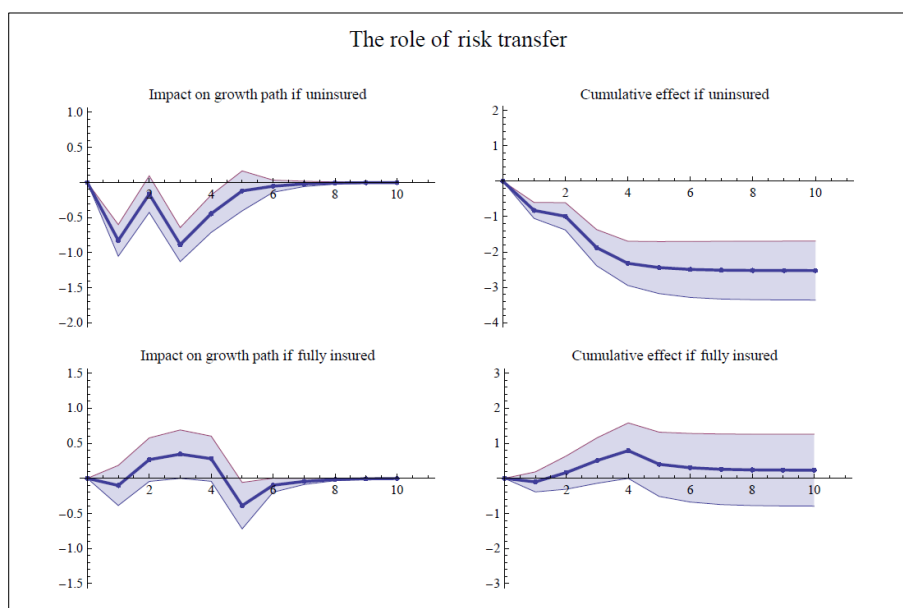 The role of risk transfer
Impact on growth path if uninsured
1.0
0.5
2 4 6 8 10
−0.5
−1.0
−1.5
−2.0
Cumulative effect if uninsured
2
1
2 4 6 8 10
−1
−2
−3
−4
Impact on growth path if fully insured
1.5
1.0
0.5
2 4 6 8 10
−0.5
−1.0
−1.5
Cumulative effect if fully insured
3
2
1
2 4 6 8 10
−1
−2
−3